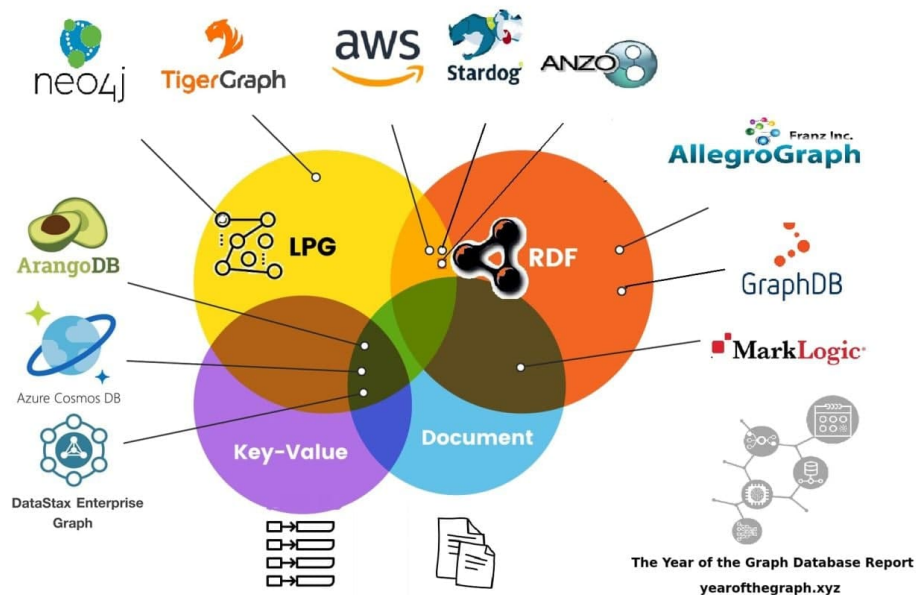 neo4j
TigerGraph
aws
Stardog
ANZO
Franz Inc.
AllegroGraph
ArangoDB
LPG
RDF
GraphDB
MarkLogic
Azure Cosmos DB
Key-Value
Document
DataStax Enterprise
Graph
The Year of the Graph Database Report
yearofthegraph.xyz